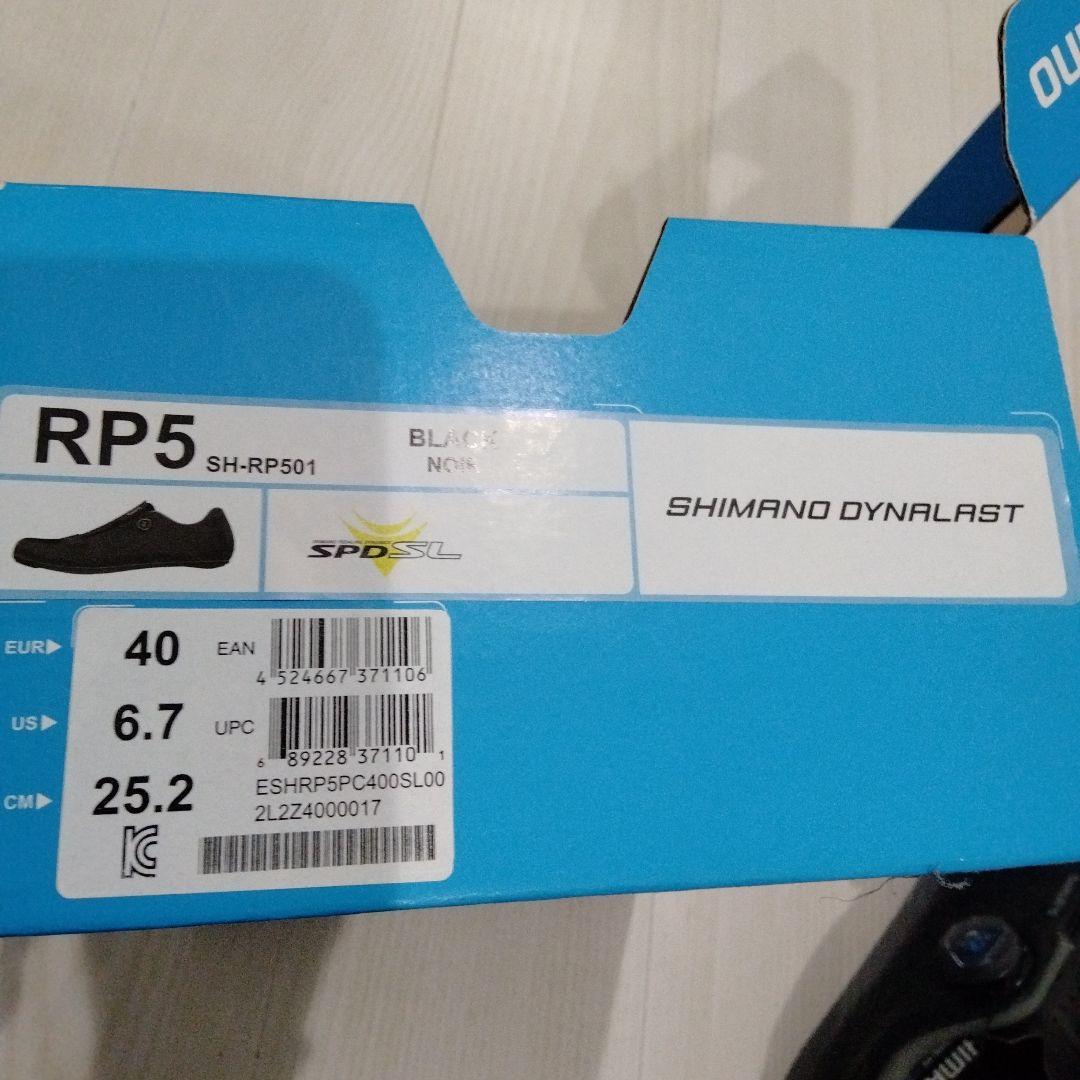 RP5 SH-RP501
BLACK
NOIR
SPD-SL
SHIMANO DYNALAST
EUR 40 EAN
4 524667 371106
US 6.7 UPC
6 89228 37110 1
CM 25.2 ESHRP5PC400SL00
2L2Z4000017